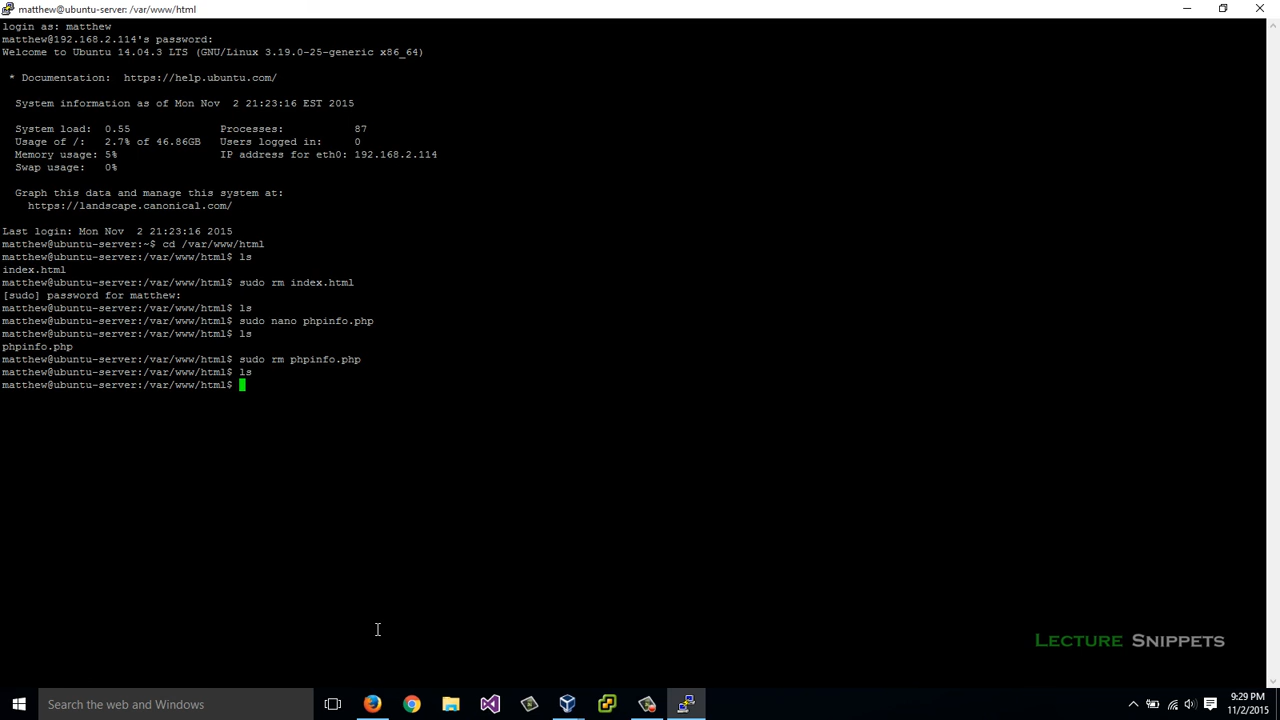 matthew@ubuntu-server: /var/www/html
login as: matthew
matthew@192.168.2.114's password:
Welcome to Ubuntu 14.04.3 LTS (GNU/Linux 3.19.0-25-generic x86_64)
* Documentation:  https://help.ubuntu.com/
System information as of Mon Nov  2 21:23:16 EST 2015
System load:  0.55              Processes:           87
Usage of /:   2.7% of 46.86GB   Users logged in:     0
Memory usage: 5%                IP address for eth0: 192.168.2.114
Swap usage:   0%
Graph this data and manage this system at:
https://landscape.canonical.com/
Last login: Mon Nov  2 21:23:16 2015
matthew@ubuntu-server:~$ cd /var/www/html
matthew@ubuntu-server:/var/www/html$ ls
index.html
matthew@ubuntu-server:/var/www/html$ sudo rm index.html
[sudo] password for matthew:
matthew@ubuntu-server:/var/www/html$ ls
matthew@ubuntu-server:/var/www/html$ sudo nano phpinfo.php
matthew@ubuntu-server:/var/www/html$ ls
phpinfo.php
matthew@ubuntu-server:/var/www/html$ sudo rm phpinfo.php
matthew@ubuntu-server:/var/www/html$ ls
matthew@ubuntu-server:/var/www/html$
LECTURE SNIPPETS
Search the web and Windows
9:29 PM
11/2/2015